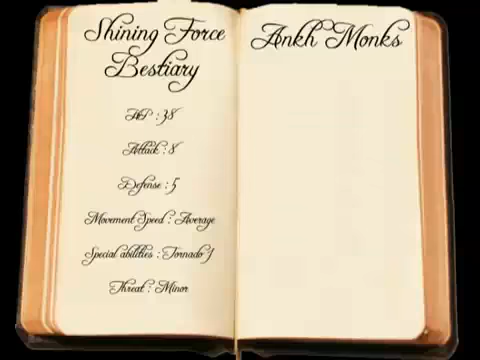 Shining Force
Bestiary
HP : 38
Attack : 8
Defense : 5
Movement Speed : Average
Special abilities : Tornado 1
Threat : Minor
Ankh Monks